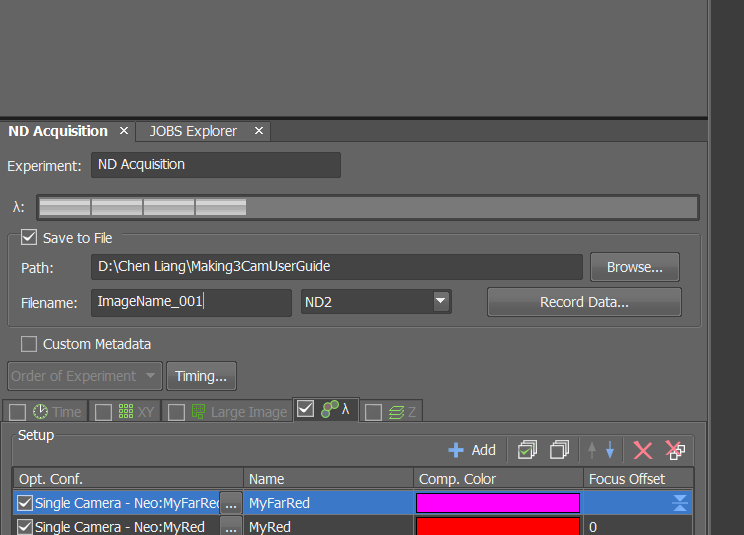 ND Acquisition × JOBS Explorer ×
Experiment: ND Acquisition
λ:
Save to File
Path: D:\Chen Liang\Making3CamUserGuide Browse...
Filename: ImageName_001 ND2 Record Data...
Custom Metadata
Order of Experiment Timing...
Time XY Large Image λ Z
Setup
Add
Opt. Conf. Name Comp. Color Focus Offset
Single Camera - Neo:MyFarRed ... MyFarRed
Single Camera - Neo:MyRed ... MyRed 0